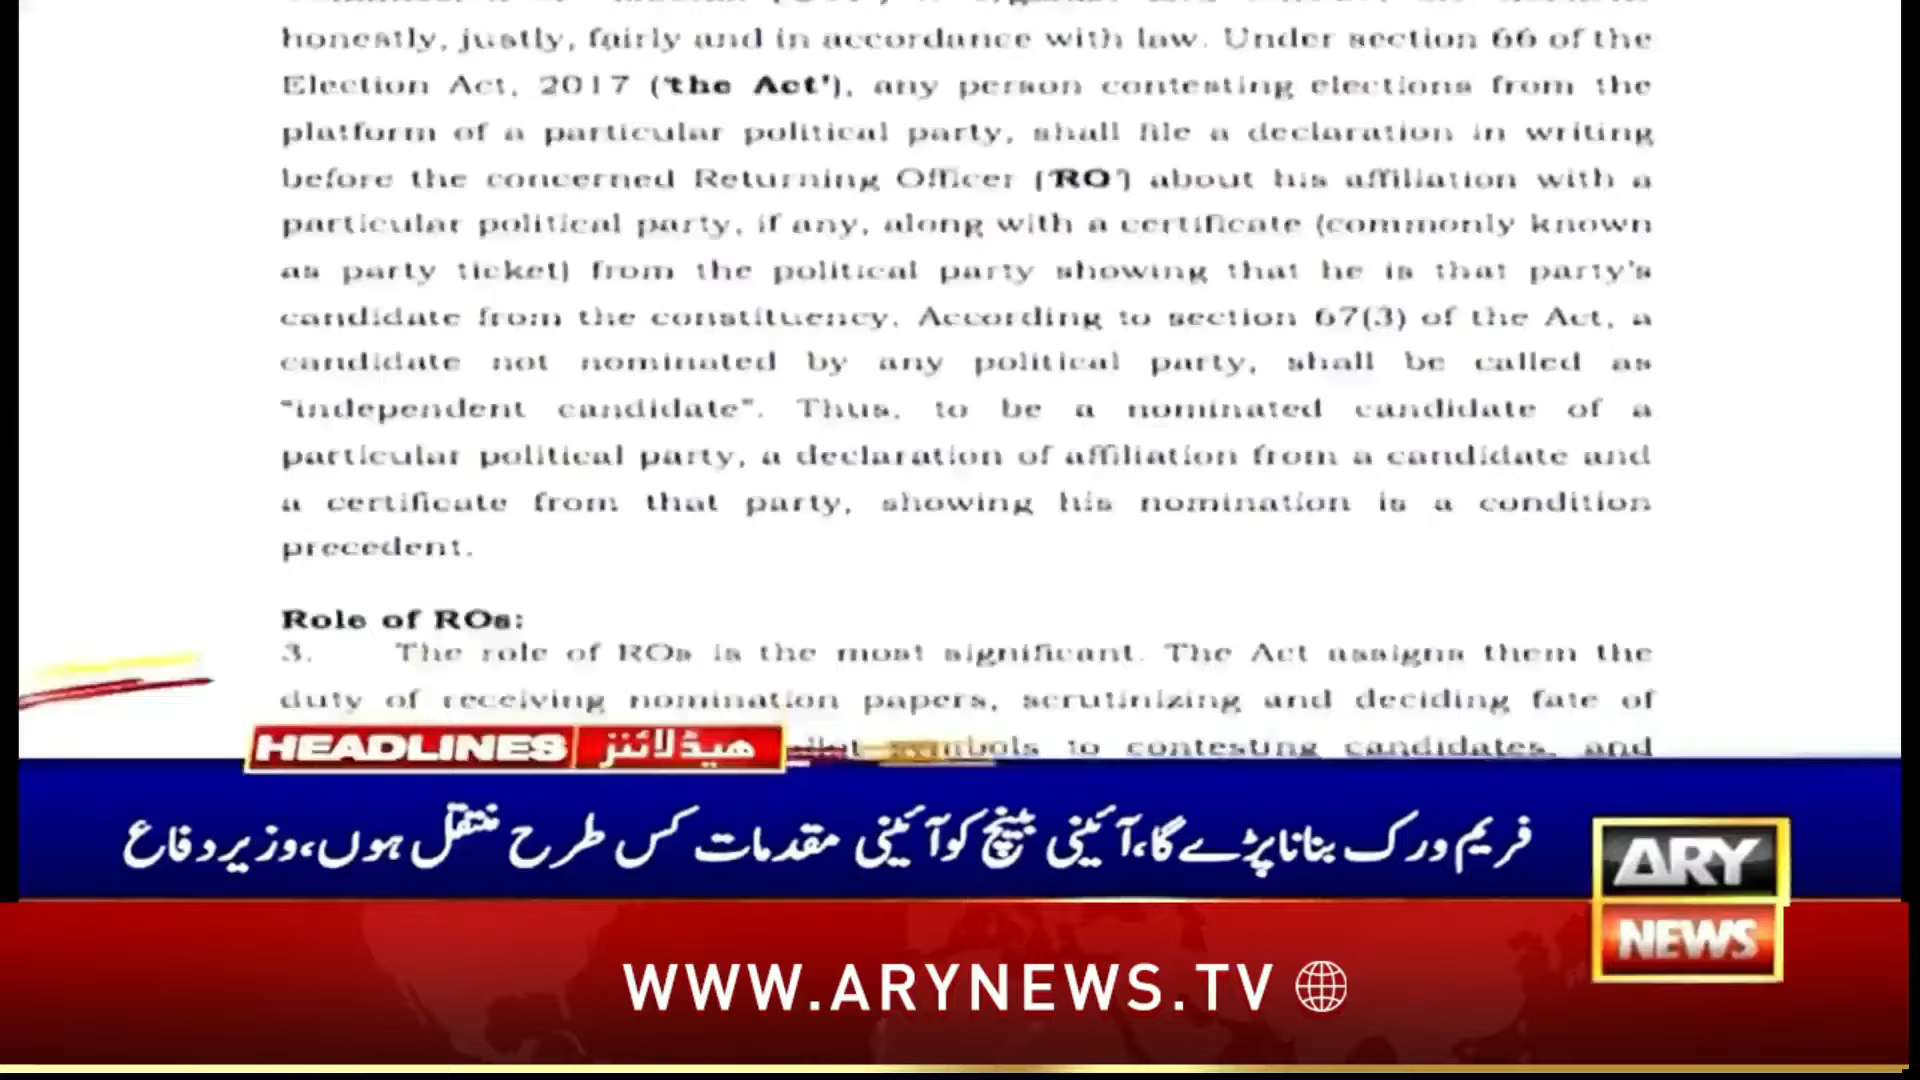 honestly, justly, fairly and in accordance with law. Under section 66 of the
Election Act, 2017 ('the Act'), any person contesting elections from the
platform of a particular political party, shall file a declaration in writing
before the concerned Returning Officer ('RO') about his affiliation with a
particular political party, if any, along with a certificate (commonly known
as party ticket) from the political party showing that he is that party's
candidate from the constituency. According to section 67(3) of the Act, a
candidate not nominated by any political party, shall be called as
"independent candidate". Thus, to be a nominated candidate of a
particular political party, a declaration of affiliation from a candidate and
a certificate from that party, showing his nomination is a condition
precedent.
Role of ROs:
3. The role of ROs is the most significant. The Act assigns them the
duty of receiving nomination papers, scrutinizing and deciding fate of
symbols to contesting candidates, and
HEADLINES ہیڈلائنز
فریم ورک بنانا پڑے گا، آئینی بینچ کو آئینی مقدمات کس طرح منتقل ہوں، وزیر دفاع
ARY
NEWS
WWW.ARYNEWS.TV